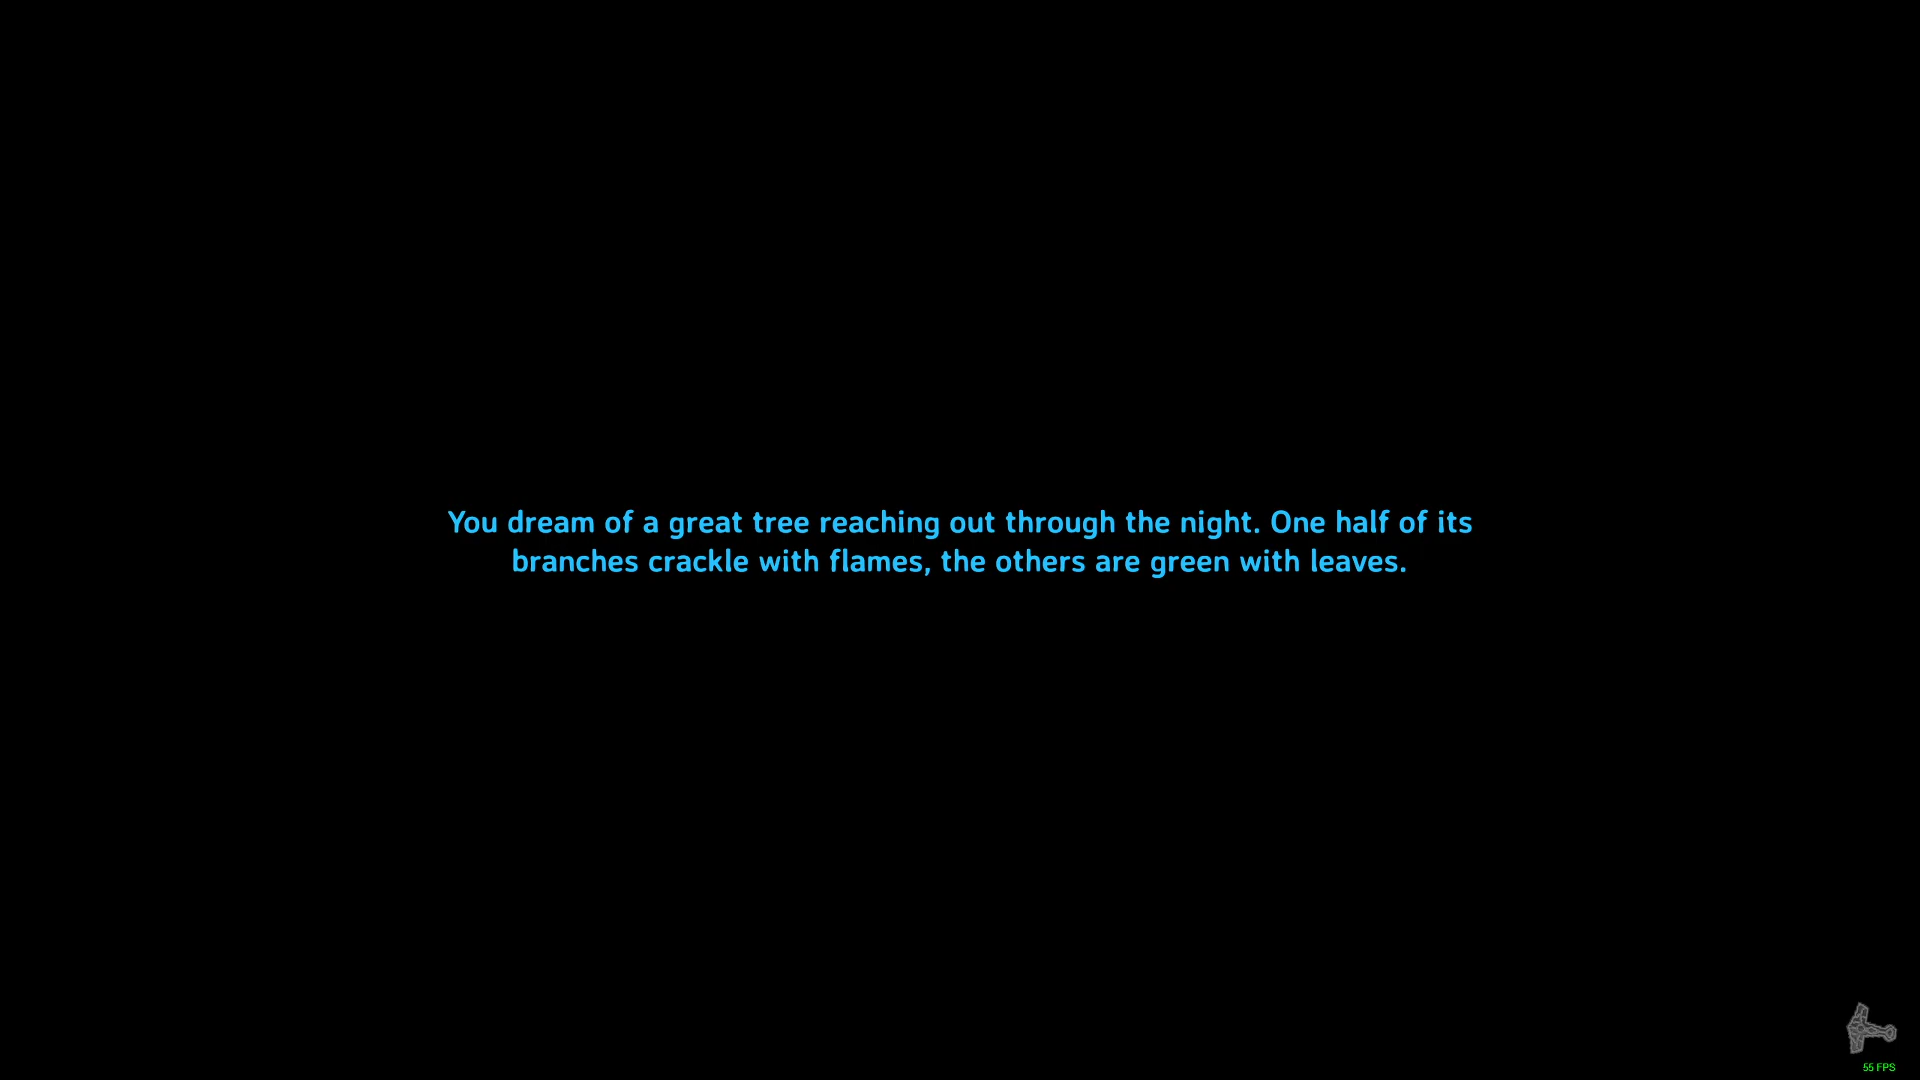 You dream of a great tree reaching out through the night. One half of its
branches crackle with flames, the others are green with leaves.
55 FPS